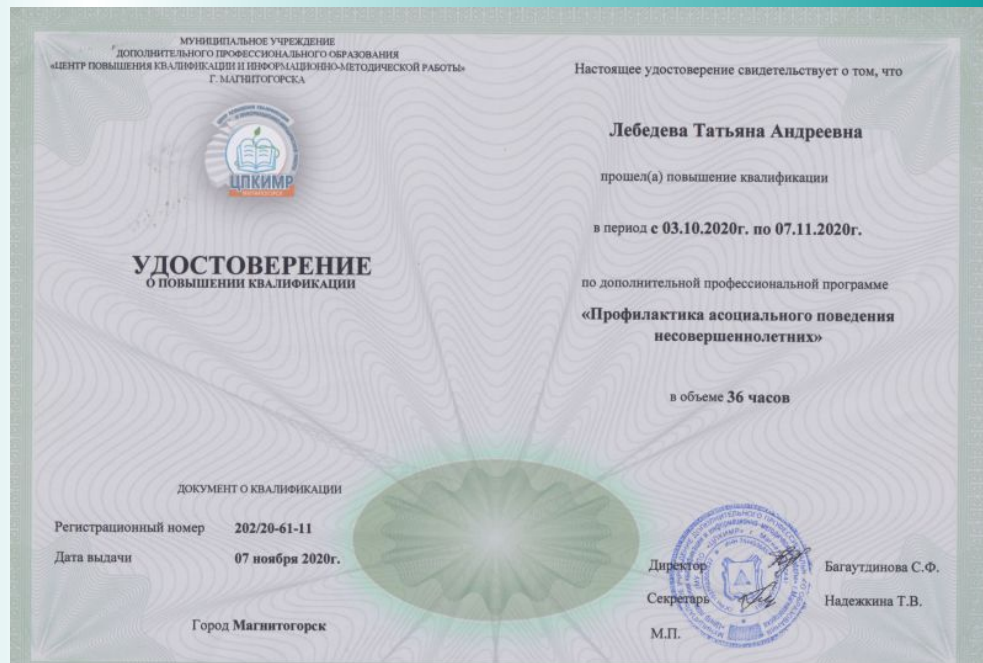 МУНИЦИПАЛЬНОЕ УЧРЕЖДЕНИЕ
ДОПОЛНИТЕЛЬНОГО ПРОФЕССИОНАЛЬНОГО ОБРАЗОВАНИЯ
«ЦЕНТР ПОВЫШЕНИЯ КВАЛИФИКАЦИИ И ИНФОРМАЦИОННО-МЕТОДИЧЕСКОЙ РАБОТЫ»
Г. МАГНИТОГОРСКА
ЦПКИМР
МАГНИТОГОРСК
УДОСТОВЕРЕНИЕ
О ПОВЫШЕНИИ КВАЛИФИКАЦИИ
ДОКУМЕНТ О КВАЛИФИКАЦИИ
Регистрационный номер 202/20-61-11
Дата выдачи 07 ноября 2020г.
Город Магнитогорск
Настоящее удостоверение свидетельствует о том, что
Лебедева Татьяна Андреевна
прошел(а) повышение квалификации
в период с 03.10.2020г. по 07.11.2020г.
по дополнительной профессиональной программе
«Профилактика асоциального поведения
несовершеннолетних»
в объеме 36 часов
Директор Багаутдинова С.Ф.
Секретарь Надежкина Т.В.
М.П.